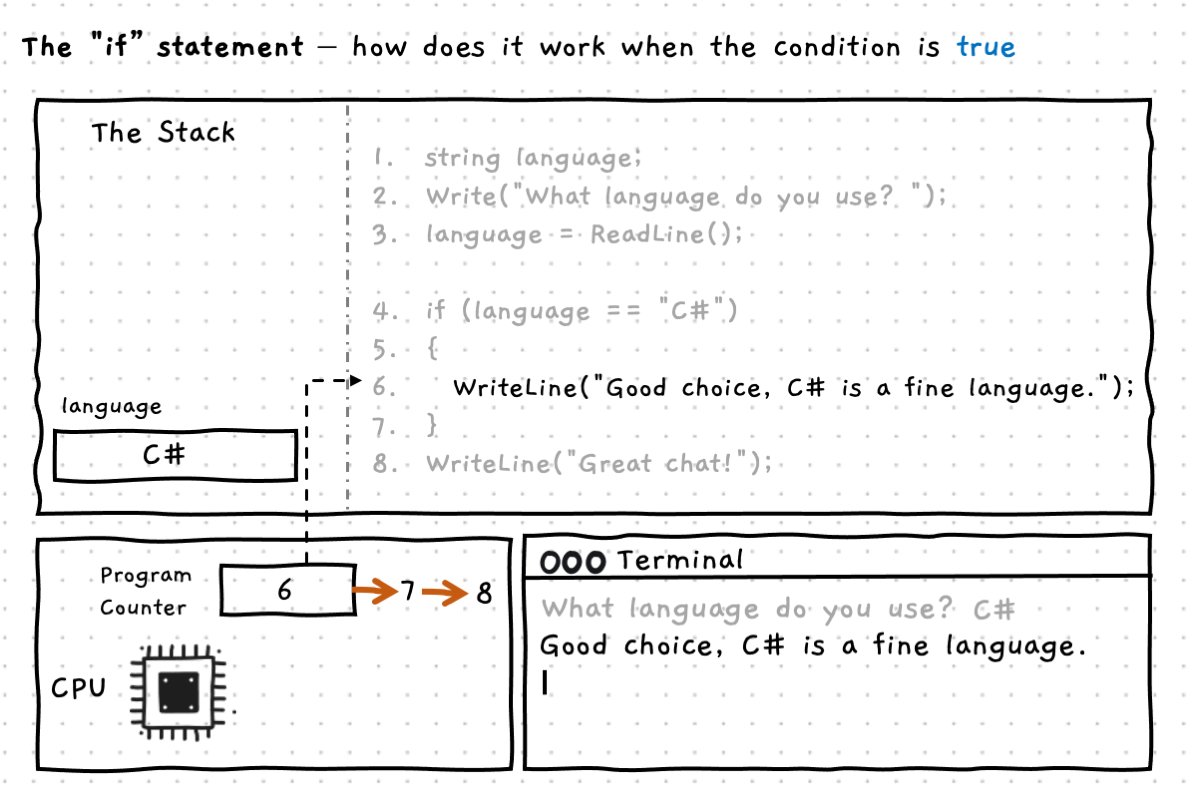 The "if” statement – how does it work when the condition is true
The Stack
1. string language;
2. Write("What language do you use? ");
3. language = ReadLine();
4. if (language == "C#")
5. {
6. WriteLine("Good choice, C# is a fine language.");
7. }
8. WriteLine("Great chat!");
language
C#
Program
Counter
6 7 8
CPU
Terminal
What language do you use? C#
Good choice, C# is a fine language.